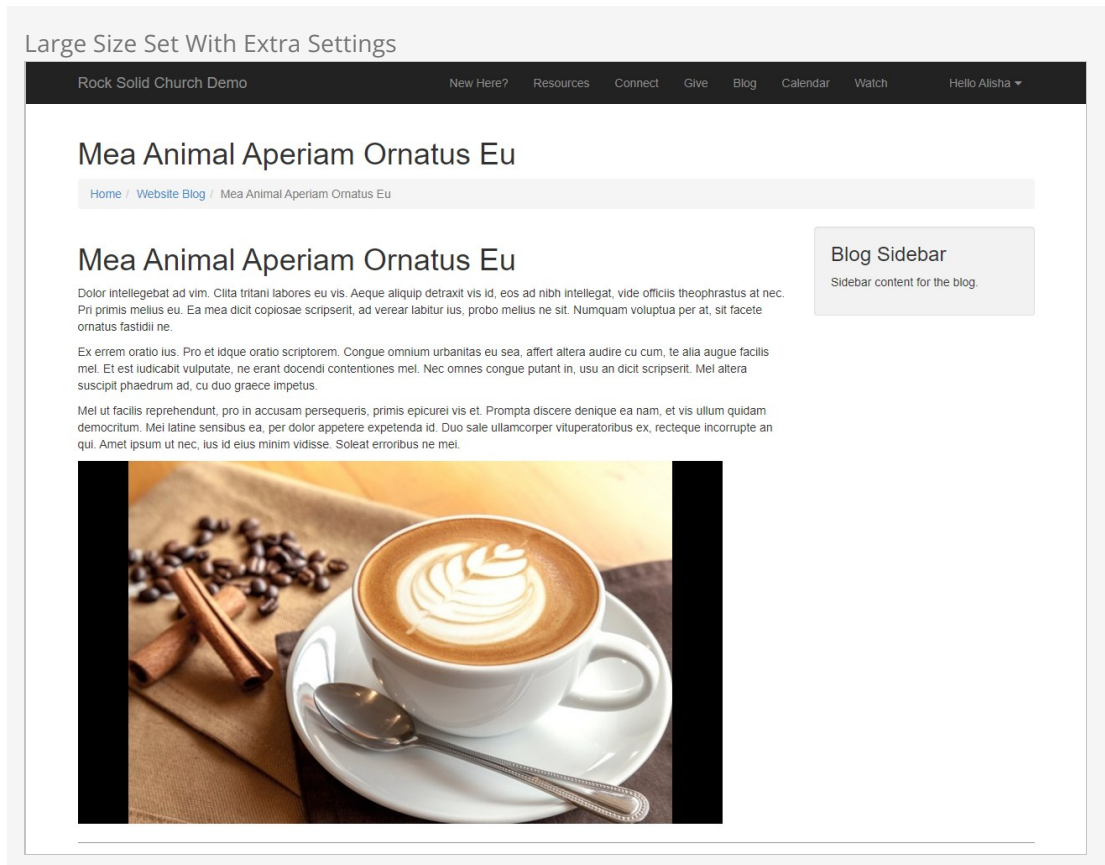 Large Size Set With Extra Settings
Rock Solid Church Demo New Here? Resources Connect Give Blog Calendar Watch Hello Alisha
Mea Animal Aperiam Ornatus Eu
Home / Website Blog / Mea Animal Aperiam Ornatus Eu
Mea Animal Aperiam Ornatus Eu
Dolor intellegebat ad vim. Clita tritani labores eu vis. Aeque aliquip detraxit vis id, eos ad nibh intellegat, vide officiis theophrastus at nec.
Pri primis melius eu. Ea mea dicit copiosae scripserit, ad verear labitur ius, probo melius ne sit. Numquam voluptua per at, sit facete
ornatus fastidii ne.
Ex errem oratio ius. Pro et idque oratio scriptorem. Congue omnium urbanitas eu sea, affert altera audire cu cum, te alia augue facilis
mel. Et est iudicabit vulputate, ne erant docendi contentiones mel. Nec omnes congue putant in, usu an dicit scripserit. Mel altera
suscipit phaedrum ad, cu duo graece impetus.
Mel ut facilis reprehendunt, pro in accusam persequeris, primis epicurei vis et. Prompta discere denique ea nam, et vis ullum quidam
democritum. Mei latine sensibus ea, per dolor appetere expetenda id. Duo sale ullamcorper vituperatoribus ex, recteque incorrupte an
qui. Amet ipsum ut nec, ius id eius minim vidisse. Soleat erroribus ne mei.
Blog Sidebar
Sidebar content for the blog.